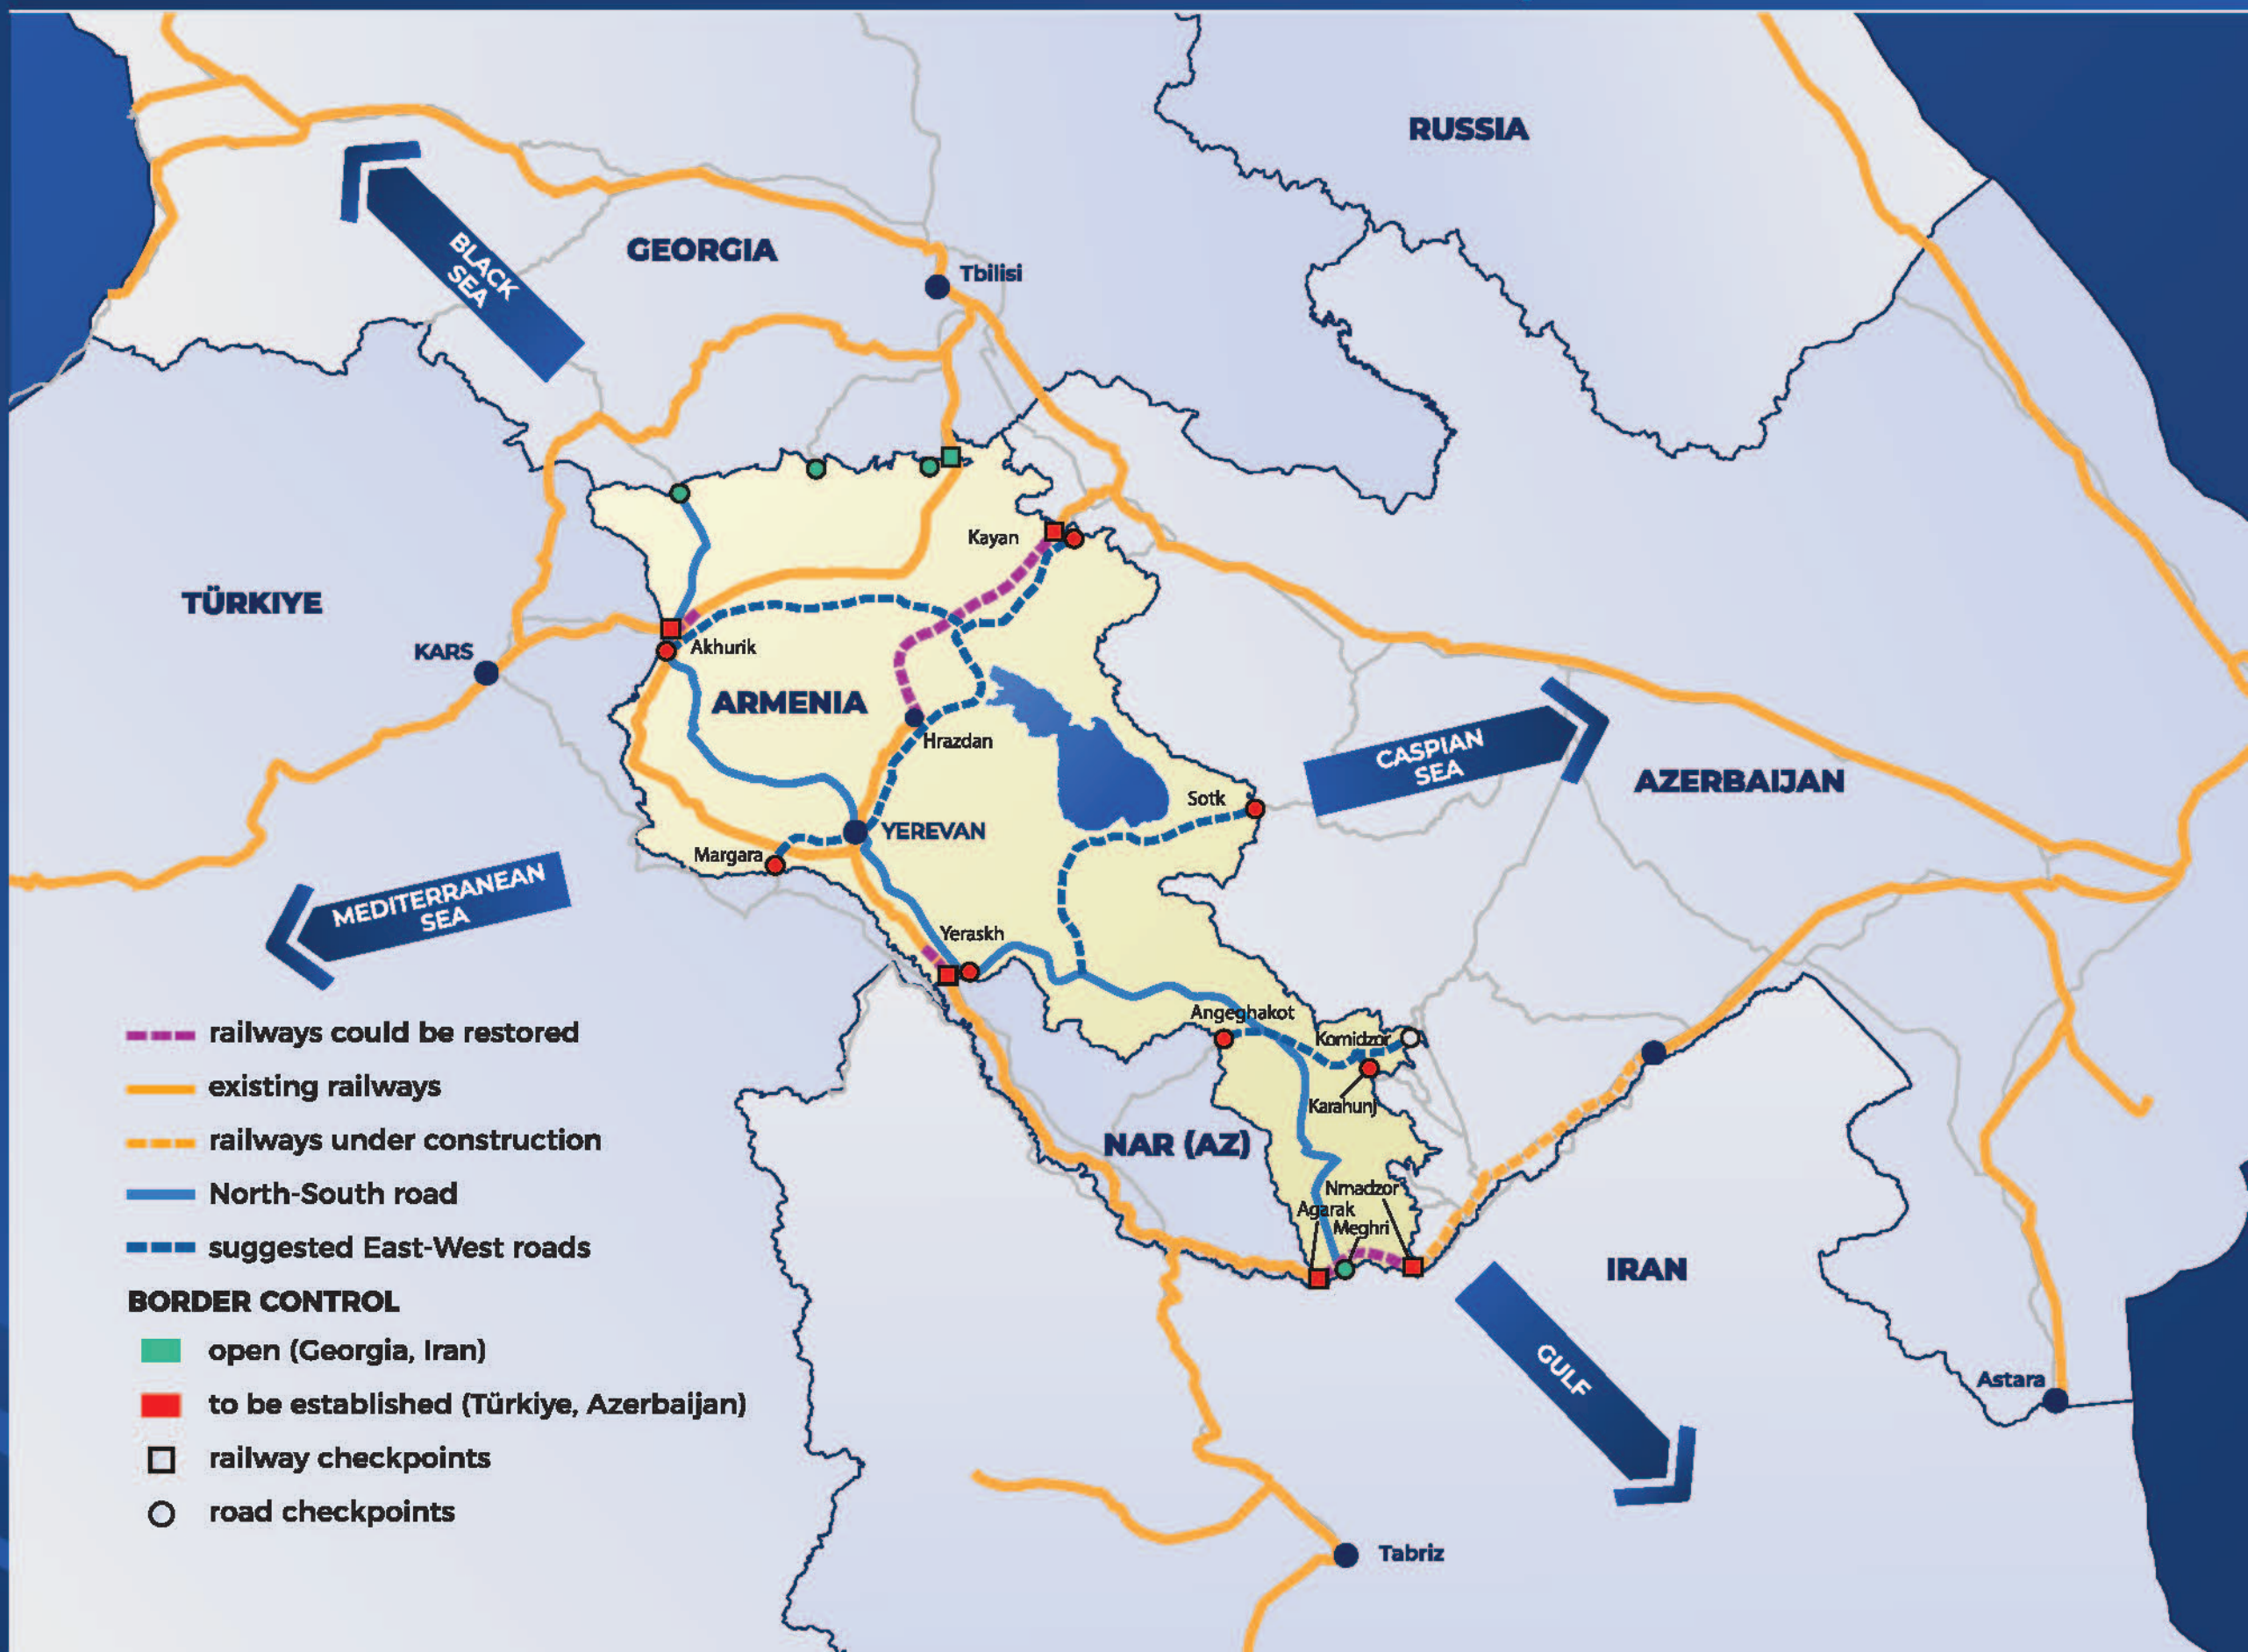 RUSSIA
GEORGIA
BLACK
SEA
Tbilisi
Kayan
TÜRKIYE
KARS
Akhurik
ARMENIA
Hrazdan
CASPIAN
SEA
AZERBAIJAN
Sotk
YEREVAN
Margara
MEDITERRANEAN
SEA
Yeraskh
Angeghakot
Kornidzor
Karahunj
NAR (AZ)
Nrnadzor
Agarak
Meghri
IRAN
GULF
Astara
Tabriz
railways could be restored
existing railways
railways under construction
North-South road
suggested East-West roads
BORDER CONTROL
open (Georgia, Iran)
to be established (Türkiye, Azerbaijan)
railway checkpoints
road checkpoints